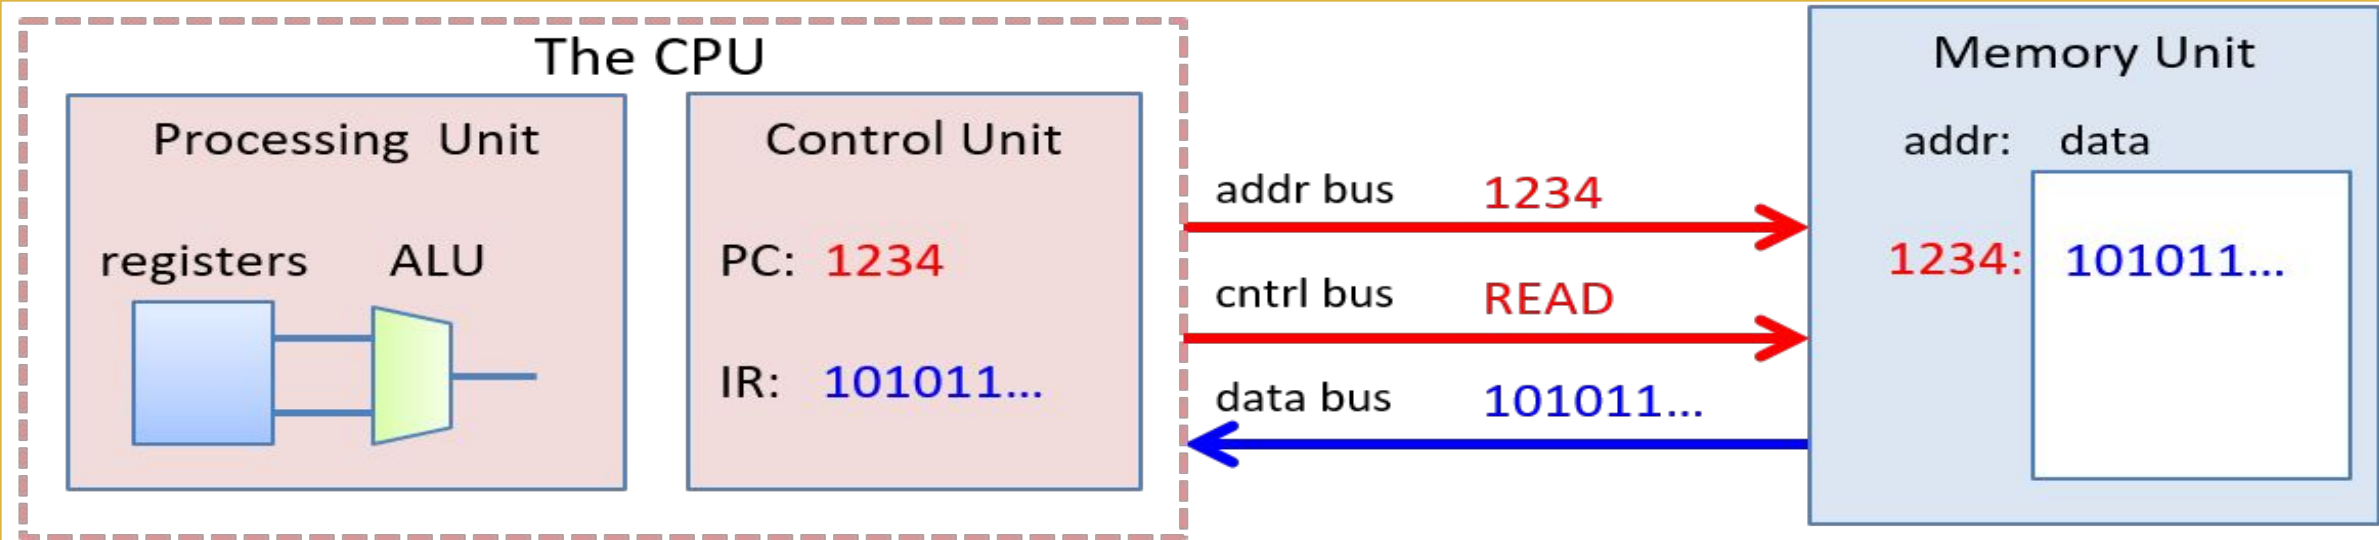 The CPU
Processing Unit
registers ALU
Control Unit
PC: 1234
IR: 101011...
addr bus 1234
cntrl bus READ
data bus 101011...
Memory Unit
addr: data
1234: 101011...